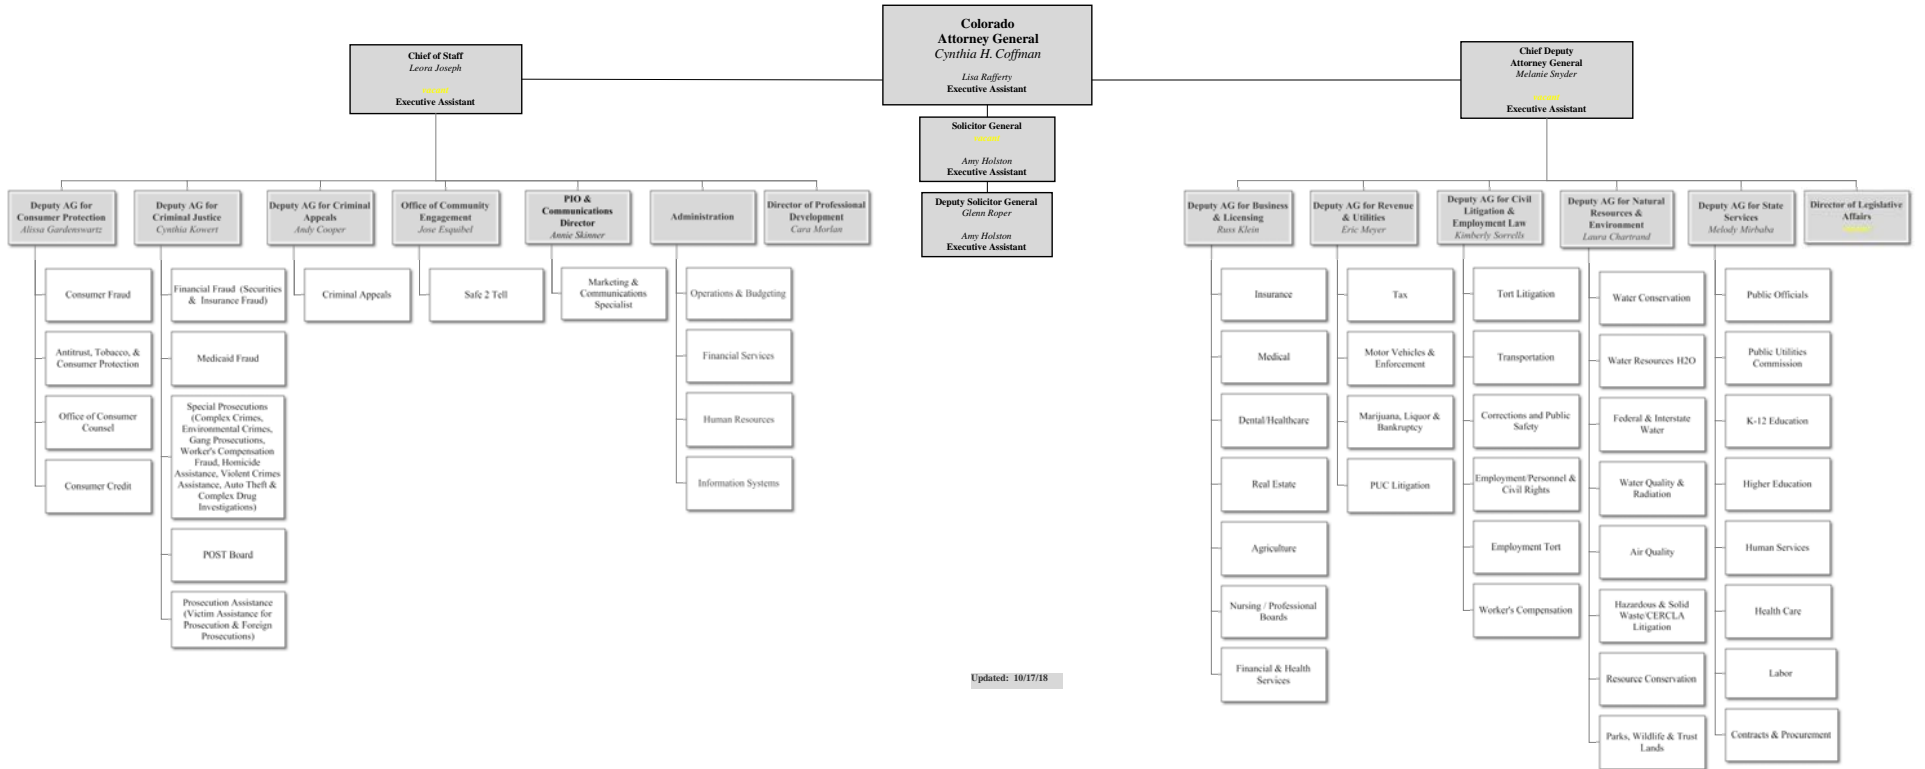 Colorado
Attorney General
Cynthia H. Coffman
Lisa Rafferty
Executive Assistant
Chief of Staff
Leora Joseph
Executive Assistant
Chief Deputy
Attorney General
Melanie Snyder
Executive Assistant
Solicitor General
Amy Holston
Executive Assistant
Deputy Solicitor General
Glenn Roper
Amy Holston
Executive Assistant
Deputy AG for
Consumer Protection
Alissa Gardenswartz
Consumer Fraud
Antitrust, Tobacco, &
Consumer Protection
Office of Consumer
Counsel
Consumer Credit
Deputy AG for
Criminal Justice
Cynthia Kowert
Financial Fraud (Securities
& Insurance Fraud)
Medicaid Fraud
Special Prosecutions
(Complex Crimes,
Environmental Crimes,
Gang Prosecutions,
Worker's Compensation
Fraud, Homicide
Assistance, Violent Crimes
Assistance, Auto Theft &
Complex Drug
Investigations)
POST Board
Prosecution Assistance
(Victim Assistance for
Prosecution & Foreign
Prosecutions)
Deputy AG for Criminal
Appeals
Andy Cooper
Criminal Appeals
Office of Community
Engagement
Jose Esquibel
Safe 2 Tell
PIO &
Communications
Director
Annie Skinner
Marketing &
Communications
Specialist
Administration
Operations & Budgeting
Financial Services
Human Resources
Information Systems
Director of Professional
Development
Cara Morlan
Deputy AG for Business
& Licensing
Russ Klein
Insurance
Medical
Dental/Healthcare
Real Estate
Agriculture
Nursing / Professional
Boards
Financial & Health
Services
Deputy AG for Revenue
& Utilities
Eric Meyer
Tax
Motor Vehicles &
Enforcement
Marijuana, Liquor &
Bankruptcy
PUC Litigation
Deputy AG for Civil
Litigation &
Employment Law
Kimberly Sorrells
Tort Litigation
Transportation
Corrections and Public
Safety
Employment/Personnel &
Civil Rights
Employment Tort
Worker's Compensation
Deputy AG for Natural
Resources &
Environment
Laura Chartrand
Water Conservation
Water Resources H2O
Federal & Interstate
Water
Water Quality &
Radiation
Air Quality
Hazardous & Solid
Waste/CERCLA
Litigation
Resource Conservation
Parks, Wildlife & Trust
Lands
Deputy AG for State
Services
Melody Mirbaba
Public Officials
Public Utilities
Commission
K-12 Education
Higher Education
Human Services
Health Care
Labor
Contracts & Procurement
Director of Legislative
Affairs
Updated: 10/17/18